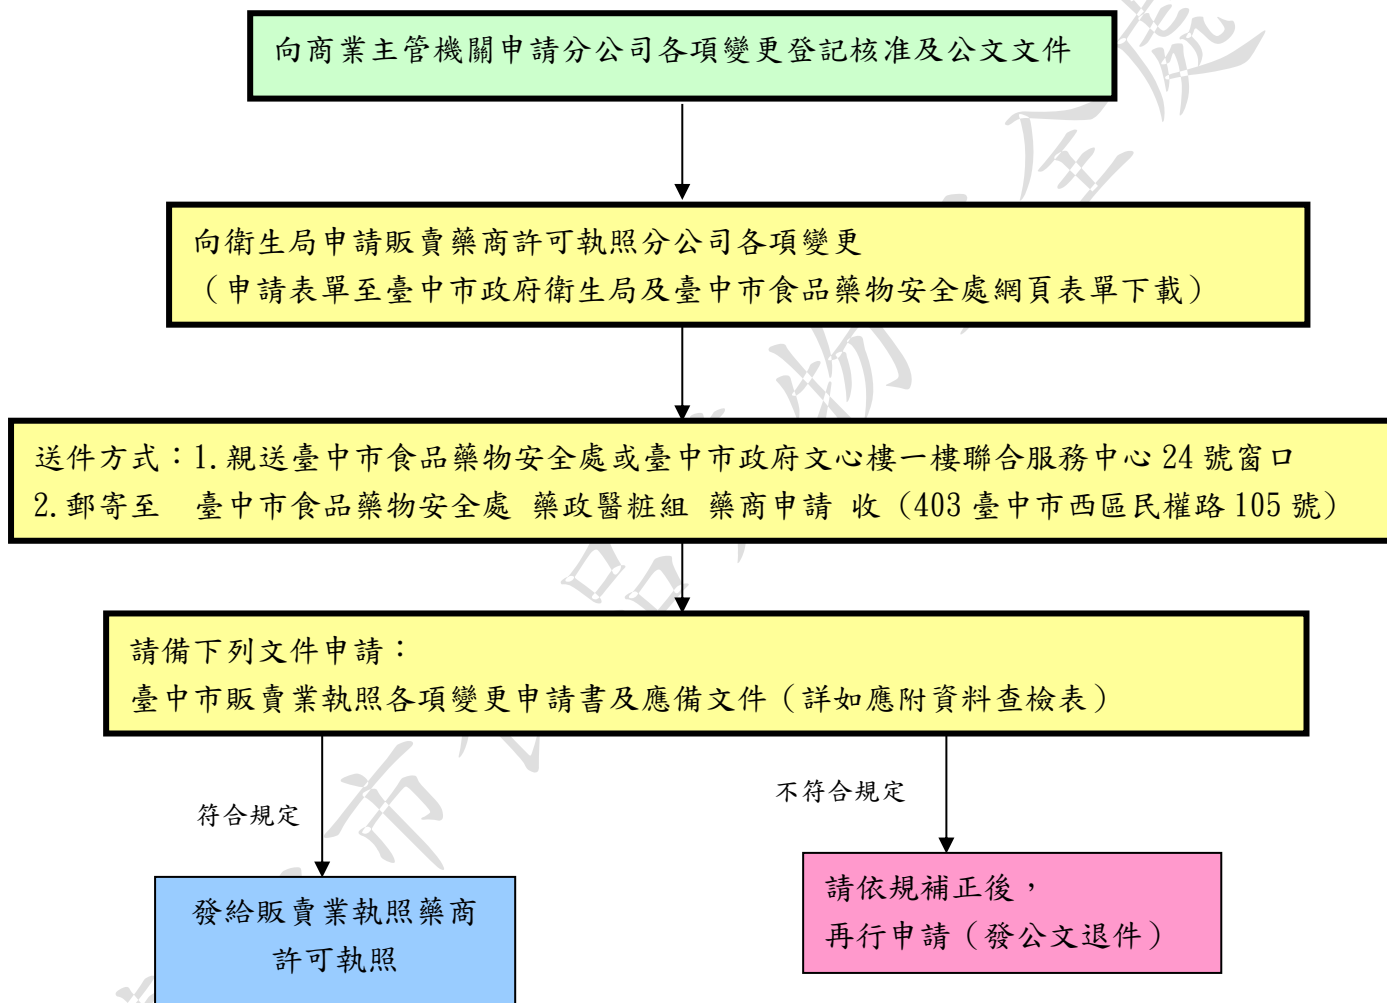 向商業主管機關申請分公司各項變更登記核准及公文文件
向衛生局申請販賣藥商許可執照分公司各項變更
（申請表單至臺中市政府衛生局及臺中市食品藥物安全處網頁表單下載）
送件方式：1.親送臺中市食品藥物安全處或臺中市政府文心樓一樓聯合服務中心 24 號窗口
2.郵寄至　臺中市食品藥物安全處 藥政醫粧組 藥商申請 收（403 臺中市西區民權路 105 號）
請備下列文件申請：
臺中市販賣業執照各項變更申請書及應備文件（詳如應附資料查檢表）
符合規定
不符合規定
發給販賣業執照藥商
許可執照
請依規補正後，
再行申請（發公文退件）